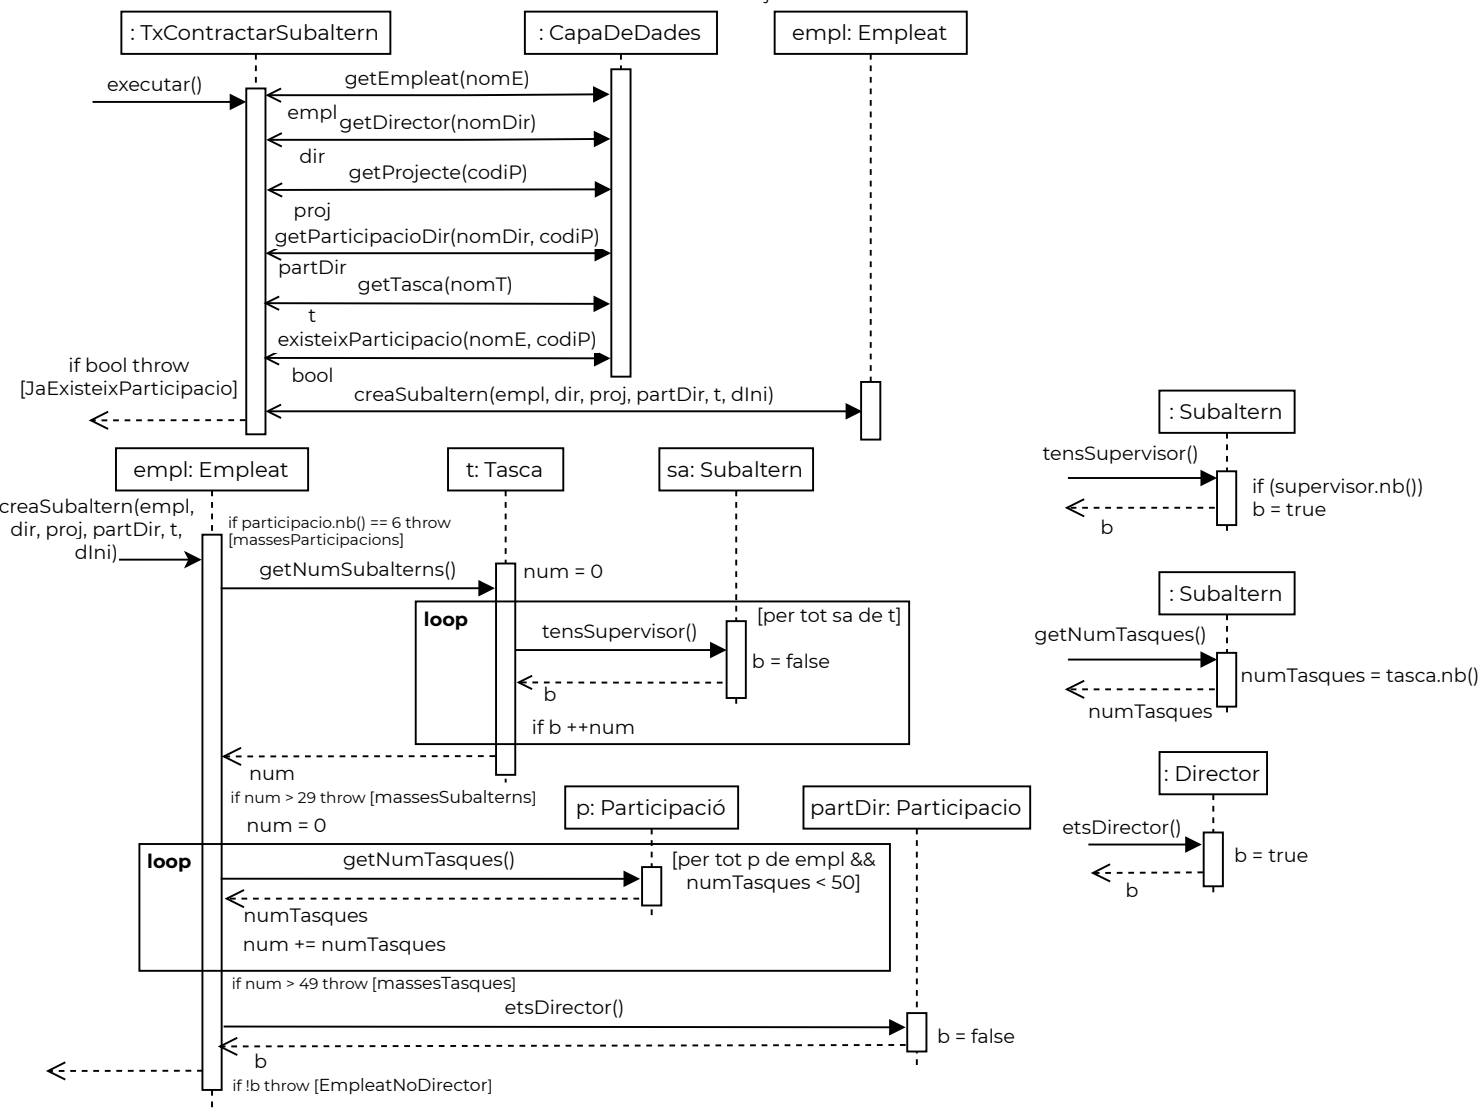 : TxContractarSubaltern
: CapaDeDades
empl: Empleat
executar()
getEmpleat(nomE)
empl
getDirector(nomDir)
dir
getProjecte(codiP)
proj
getParticipacioDir(nomDir, codiP)
partDir
getTasca(nomT)
t
existeixParticipacio(nomE, codiP)
bool
if bool throw
[JaExisteixParticipacio]
creaSubaltern(empl, dir, proj, partDir, t, dIni)
empl: Empleat
t: Tasca
sa: Subaltern
creaSubaltern(empl,
dir, proj, partDir, t,
dIni)
if participacio.nb() == 6 throw
[massesParticipacions]
getNumSubalterns()
num = 0
loop
[per tot sa de t]
tensSupervisor()
b = false
b
if b ++num
num
if num > 29 throw [massesSubalterns]
num = 0
p: Participació
partDir: Participacio
loop
getNumTasques()
[per tot p de empl &&
numTasques < 50]
numTasques
num += numTasques
if num > 49 throw [massesTasques]
etsDirector()
b = false
b
if !b throw [EmpleatNoDirector]
: Subaltern
tensSupervisor()
if (supervisor.nb())
b = true
b
: Subaltern
getNumTasques()
numTasques = tasca.nb()
numTasques
: Director
etsDirector()
b = true
b